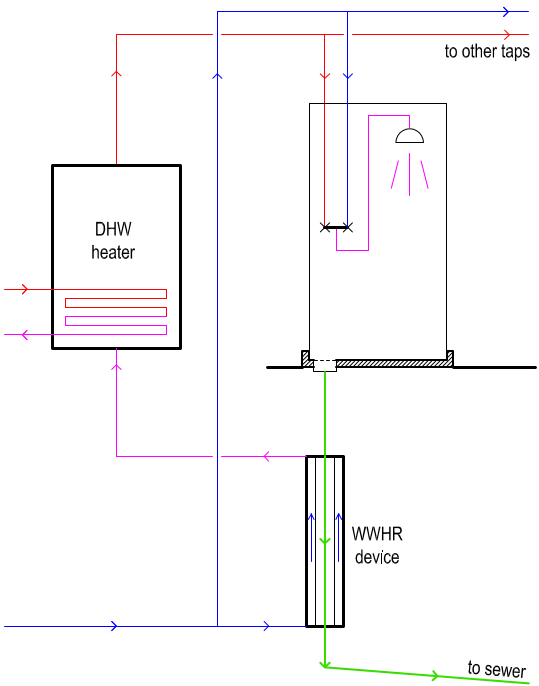 to other taps
DHW
heater
WWHR
device
to sewer